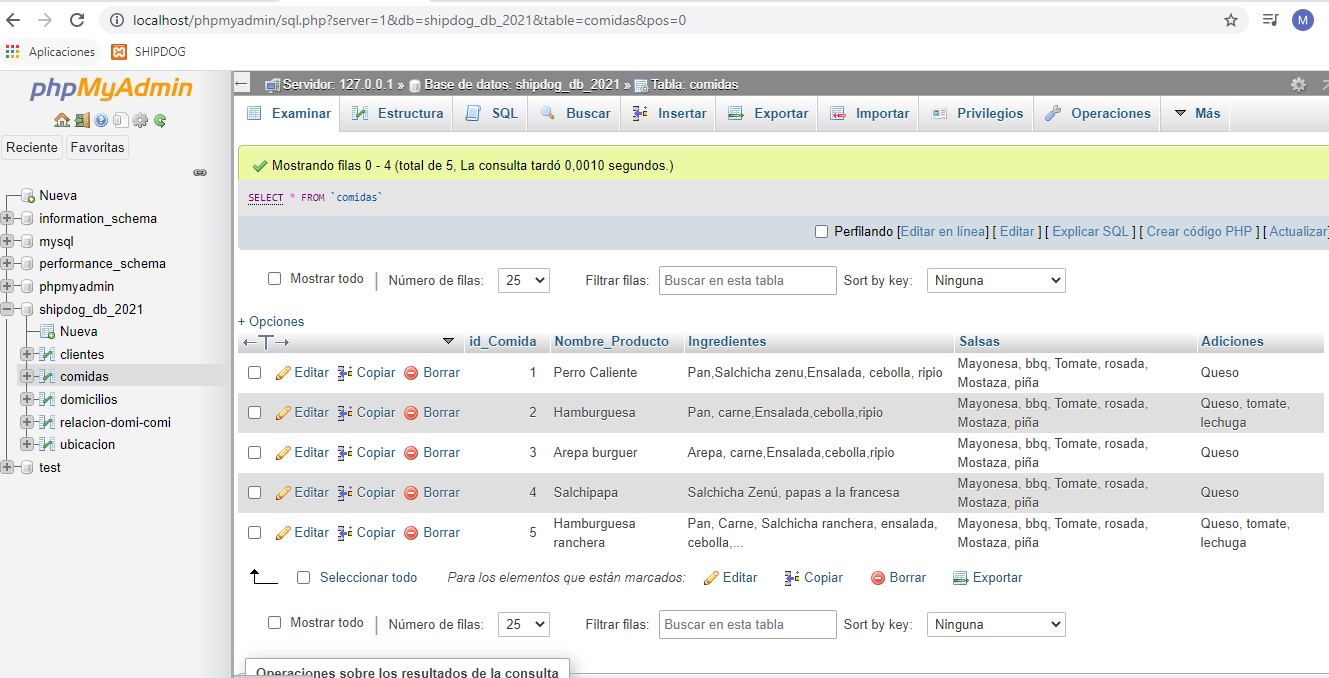 localhost/phpmyadmin/sql.php?server=1&db=shipdog_db_2021&table=comidas&pos=0
M
Aplicaciones SHIPDOG
phpMyAdmin
Reciente Favoritas
Nueva
information_schema
mysql
performance_schema
phpmyadmin
shipdog_db_2021
Nueva
clientes
comidas
domicilios
relacion-domi-comi
ubicacion
test
Servidor: 127.0.0.1 » Base de datos: shipdog_db_2021 » Tabla: comidas
Examinar Estructura SQL Buscar Insertar Exportar Importar Privilegios Operaciones Más
Mostrando filas 0 - 4 (total de 5, La consulta tardó 0,0010 segundos.)
SELECT * FROM `comidas`
Perfilando [Editar en línea] [ Editar ] [ Explicar SQL ] [ Crear código PHP ] [ Actualizar]
Mostrar todo | Número de filas: 25 Filtrar filas: Buscar en esta tabla Sort by key: Ninguna
+ Opciones
←T→ id_Comida Nombre_Producto Ingredientes Salsas Adiciones
Editar Copiar Borrar 1 Perro Caliente Pan,Salchicha zenu,Ensalada, cebolla, ripio Mayonesa, bbq, Tomate, rosada, Queso
Mostaza, piña
Editar Copiar Borrar 2 Hamburguesa Pan, carne,Ensalada,cebolla,ripio Mayonesa, bbq, Tomate, rosada, Queso, tomate,
Mostaza, piña lechuga
Editar Copiar Borrar 3 Arepa burguer Arepa, carne,Ensalada,cebolla,ripio Mayonesa, bbq, Tomate, rosada, Queso
Mostaza, piña
Editar Copiar Borrar 4 Salchipapa Salchicha Zenú, papas a la francesa Mayonesa, bbq, Tomate, rosada, Queso
Mostaza, piña
Editar Copiar Borrar 5 Hamburguesa Pan, Carne, Salchicha ranchera, ensalada, Mayonesa, bbq, Tomate, rosada, Queso, tomate,
ranchera cebolla,... Mostaza, piña lechuga
Seleccionar todo Para los elementos que están marcados: Editar Copiar Borrar Exportar
Mostrar todo | Número de filas: 25 Filtrar filas: Buscar en esta tabla Sort by key: Ninguna
Operaciones sobre los resultados de la consulta